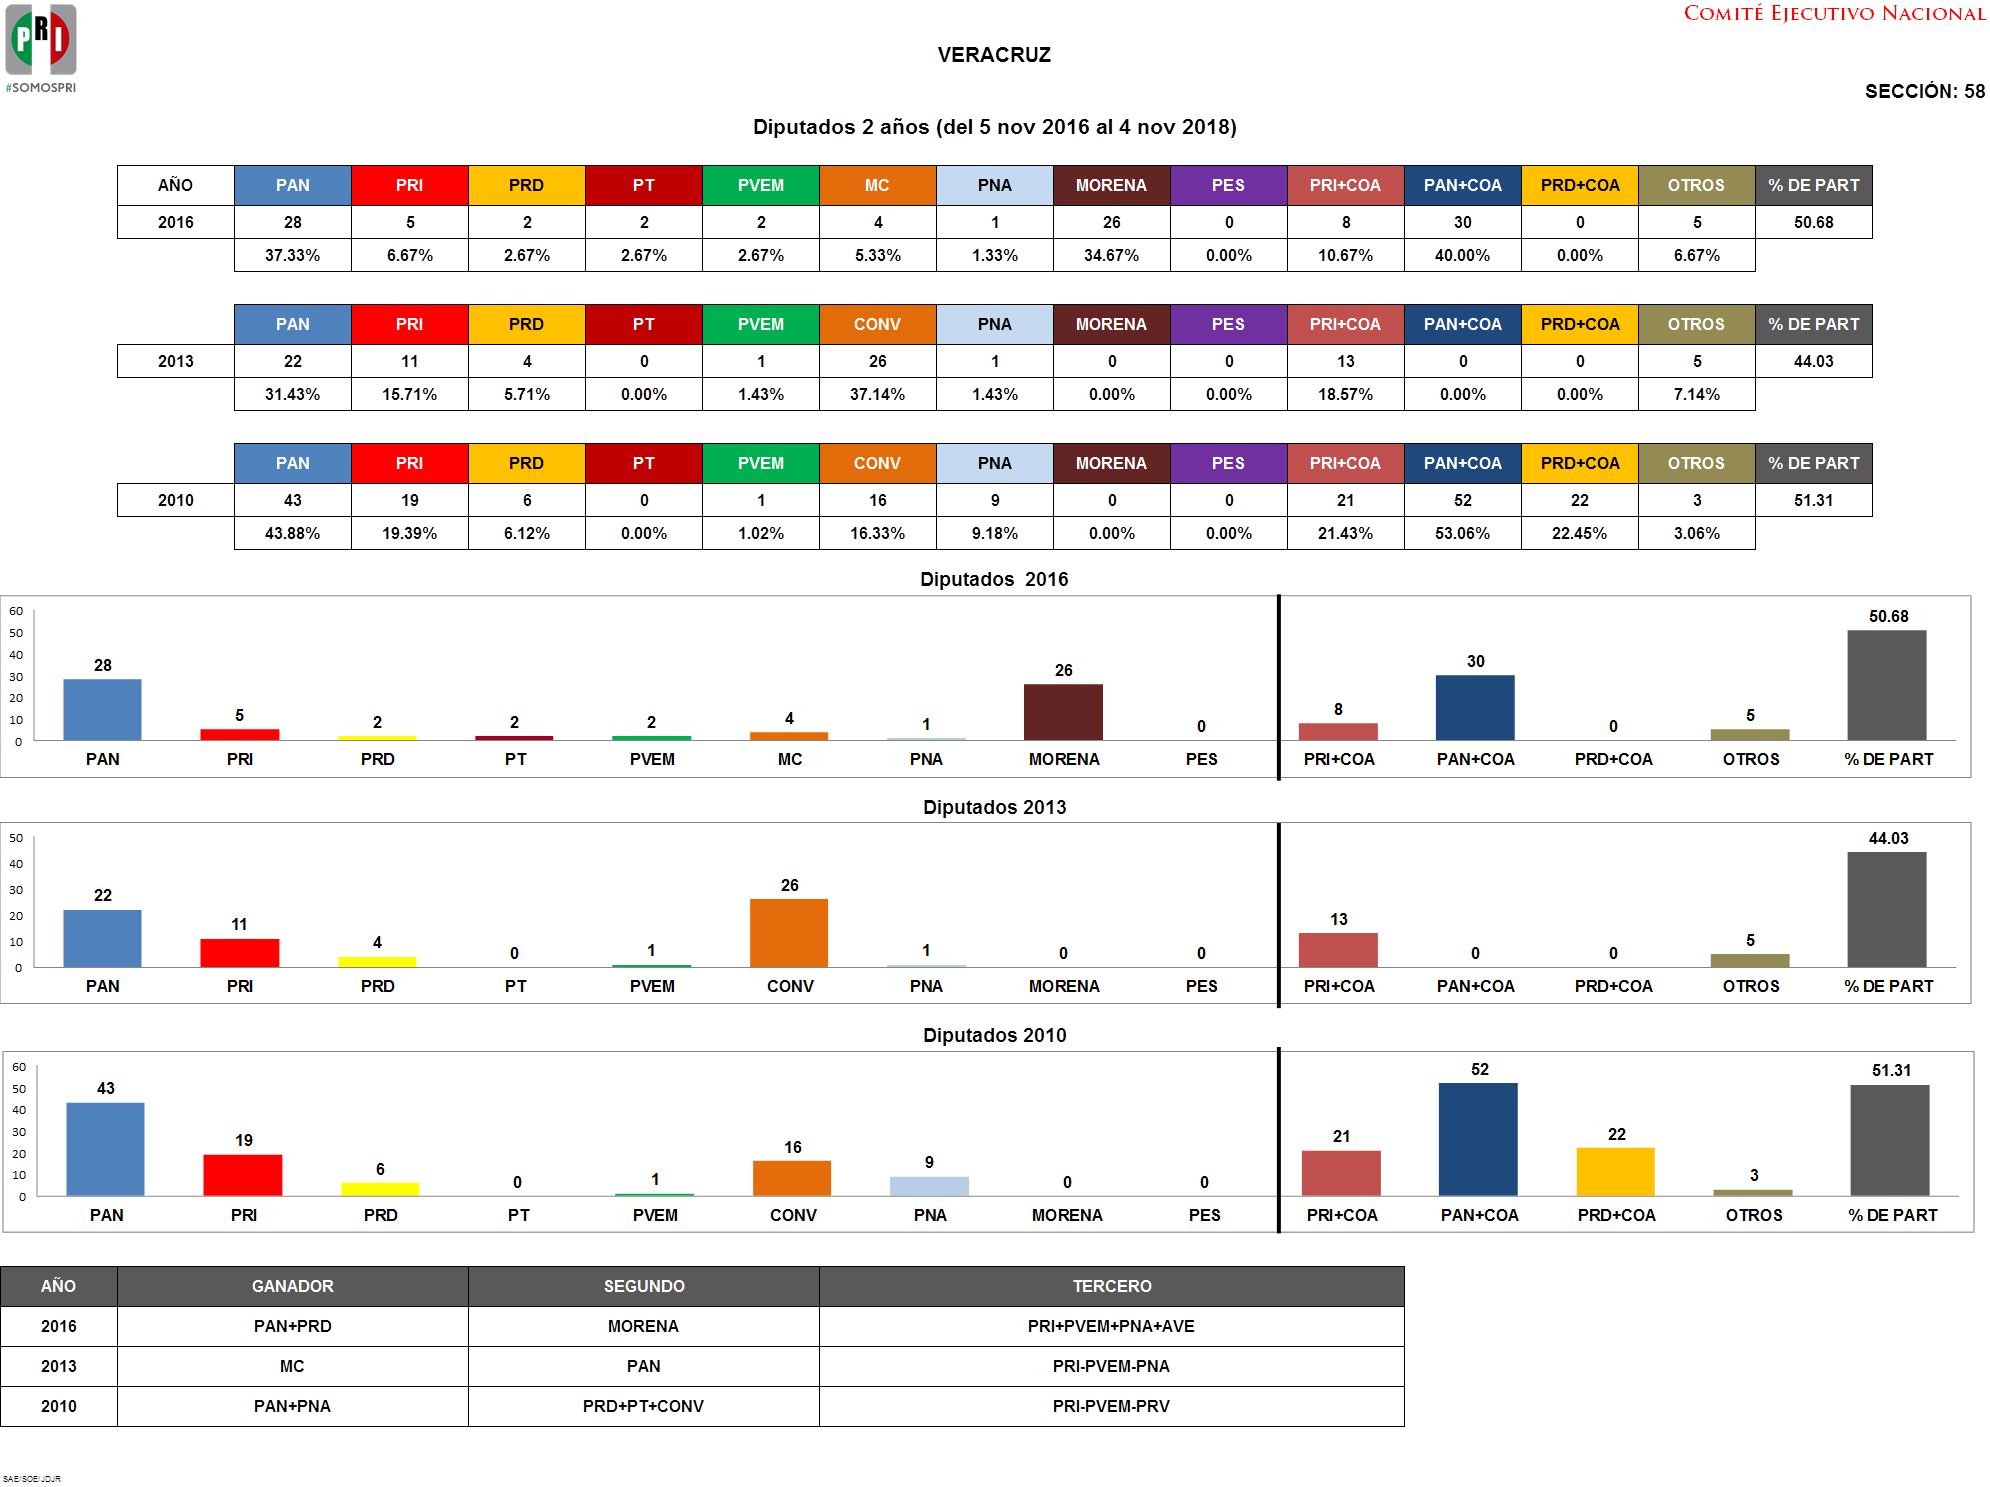 PRI
#SOMOSPRI
COMITÉ EJECUTIVO NACIONAL
VERACRUZ
SECCIÓN: 58
Diputados 2 años (del 5 nov 2016 al 4 nov 2018)
AÑO PAN PRI PRD PT PVEM MC PNA MORENA PES PRI+COA PAN+COA PRD+COA OTROS % DE PART
2016 28 5 2 2 2 4 1 26 0 8 30 0 5 50.68
37.33% 6.67% 2.67% 2.67% 2.67% 5.33% 1.33% 34.67% 0.00% 10.67% 40.00% 0.00% 6.67%
PAN PRI PRD PT PVEM CONV PNA MORENA PES PRI+COA PAN+COA PRD+COA OTROS % DE PART
2013 22 11 4 0 1 26 1 0 0 13 0 0 5 44.03
31.43% 15.71% 5.71% 0.00% 1.43% 37.14% 1.43% 0.00% 0.00% 18.57% 0.00% 0.00% 7.14%
PAN PRI PRD PT PVEM CONV PNA MORENA PES PRI+COA PAN+COA PRD+COA OTROS % DE PART
2010 43 19 6 0 1 16 9 0 0 21 52 22 3 51.31
43.88% 19.39% 6.12% 0.00% 1.02% 16.33% 9.18% 0.00% 0.00% 21.43% 53.06% 22.45% 3.06%
Diputados 2016
60
50
40
30
20
10
0
28 5 2 2 2 4 1 26 0 8 30 0 5 50.68
PAN PRI PRD PT PVEM MC PNA MORENA PES PRI+COA PAN+COA PRD+COA OTROS % DE PART
Diputados 2013
50
40
30
20
10
0
22 11 4 0 1 26 1 0 0 13 0 0 5 44.03
PAN PRI PRD PT PVEM CONV PNA MORENA PES PRI+COA PAN+COA PRD+COA OTROS % DE PART
Diputados 2010
60
50
40
30
20
10
0
43 19 6 0 1 16 9 0 0 21 52 22 3 51.31
PAN PRI PRD PT PVEM CONV PNA MORENA PES PRI+COA PAN+COA PRD+COA OTROS % DE PART
AÑO GANADOR SEGUNDO TERCERO
2016 PAN+PRD MORENA PRI+PVEM+PNA+AVE
2013 MC PAN PRI-PVEM-PNA
2010 PAN+PNA PRD+PT+CONV PRI-PVEM-PRV
SAE/SOE/JDJR